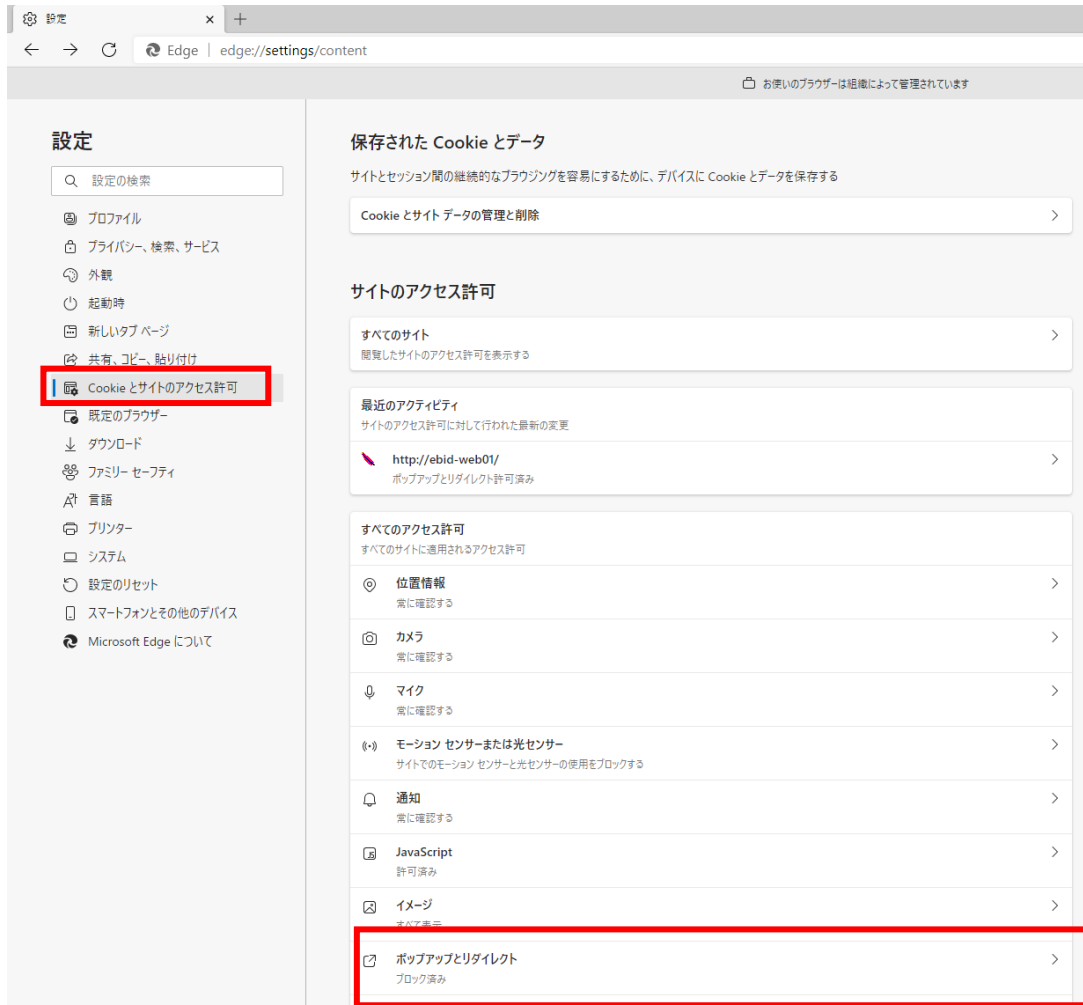 設定
Edge | edge://settings/content
お使いのブラウザーは組織によって管理されています
設定
設定の検索
プロファイル
プライバシー、検索、サービス
外観
起動時
新しいタブ ページ
共有、コピー、貼り付け
Cookie とサイトのアクセス許可
既定のブラウザー
ダウンロード
ファミリー セーフティ
言語
プリンター
システム
設定のリセット
スマートフォンとその他のデバイス
Microsoft Edge について
保存された Cookie とデータ
サイトとセッション間の継続的なブラウジングを容易にするために、デバイスに Cookie とデータを保存する
Cookie とサイト データの管理と削除
サイトのアクセス許可
すべてのサイト
閲覧したサイトのアクセス許可を表示する
最近のアクティビティ
サイトのアクセス許可に対して行われた最新の変更
http://ebid-web01/
ポップアップとリダイレクト許可済み
すべてのアクセス許可
すべてのサイトに適用されるアクセス許可
位置情報
常に確認する
カメラ
常に確認する
マイク
常に確認する
モーション センサーまたは光センサー
サイトでのモーション センサーと光センサーの使用をブロックする
通知
常に確認する
JavaScript
許可済み
イメージ
すべて表示
ポップアップとリダイレクト
ブロック済み